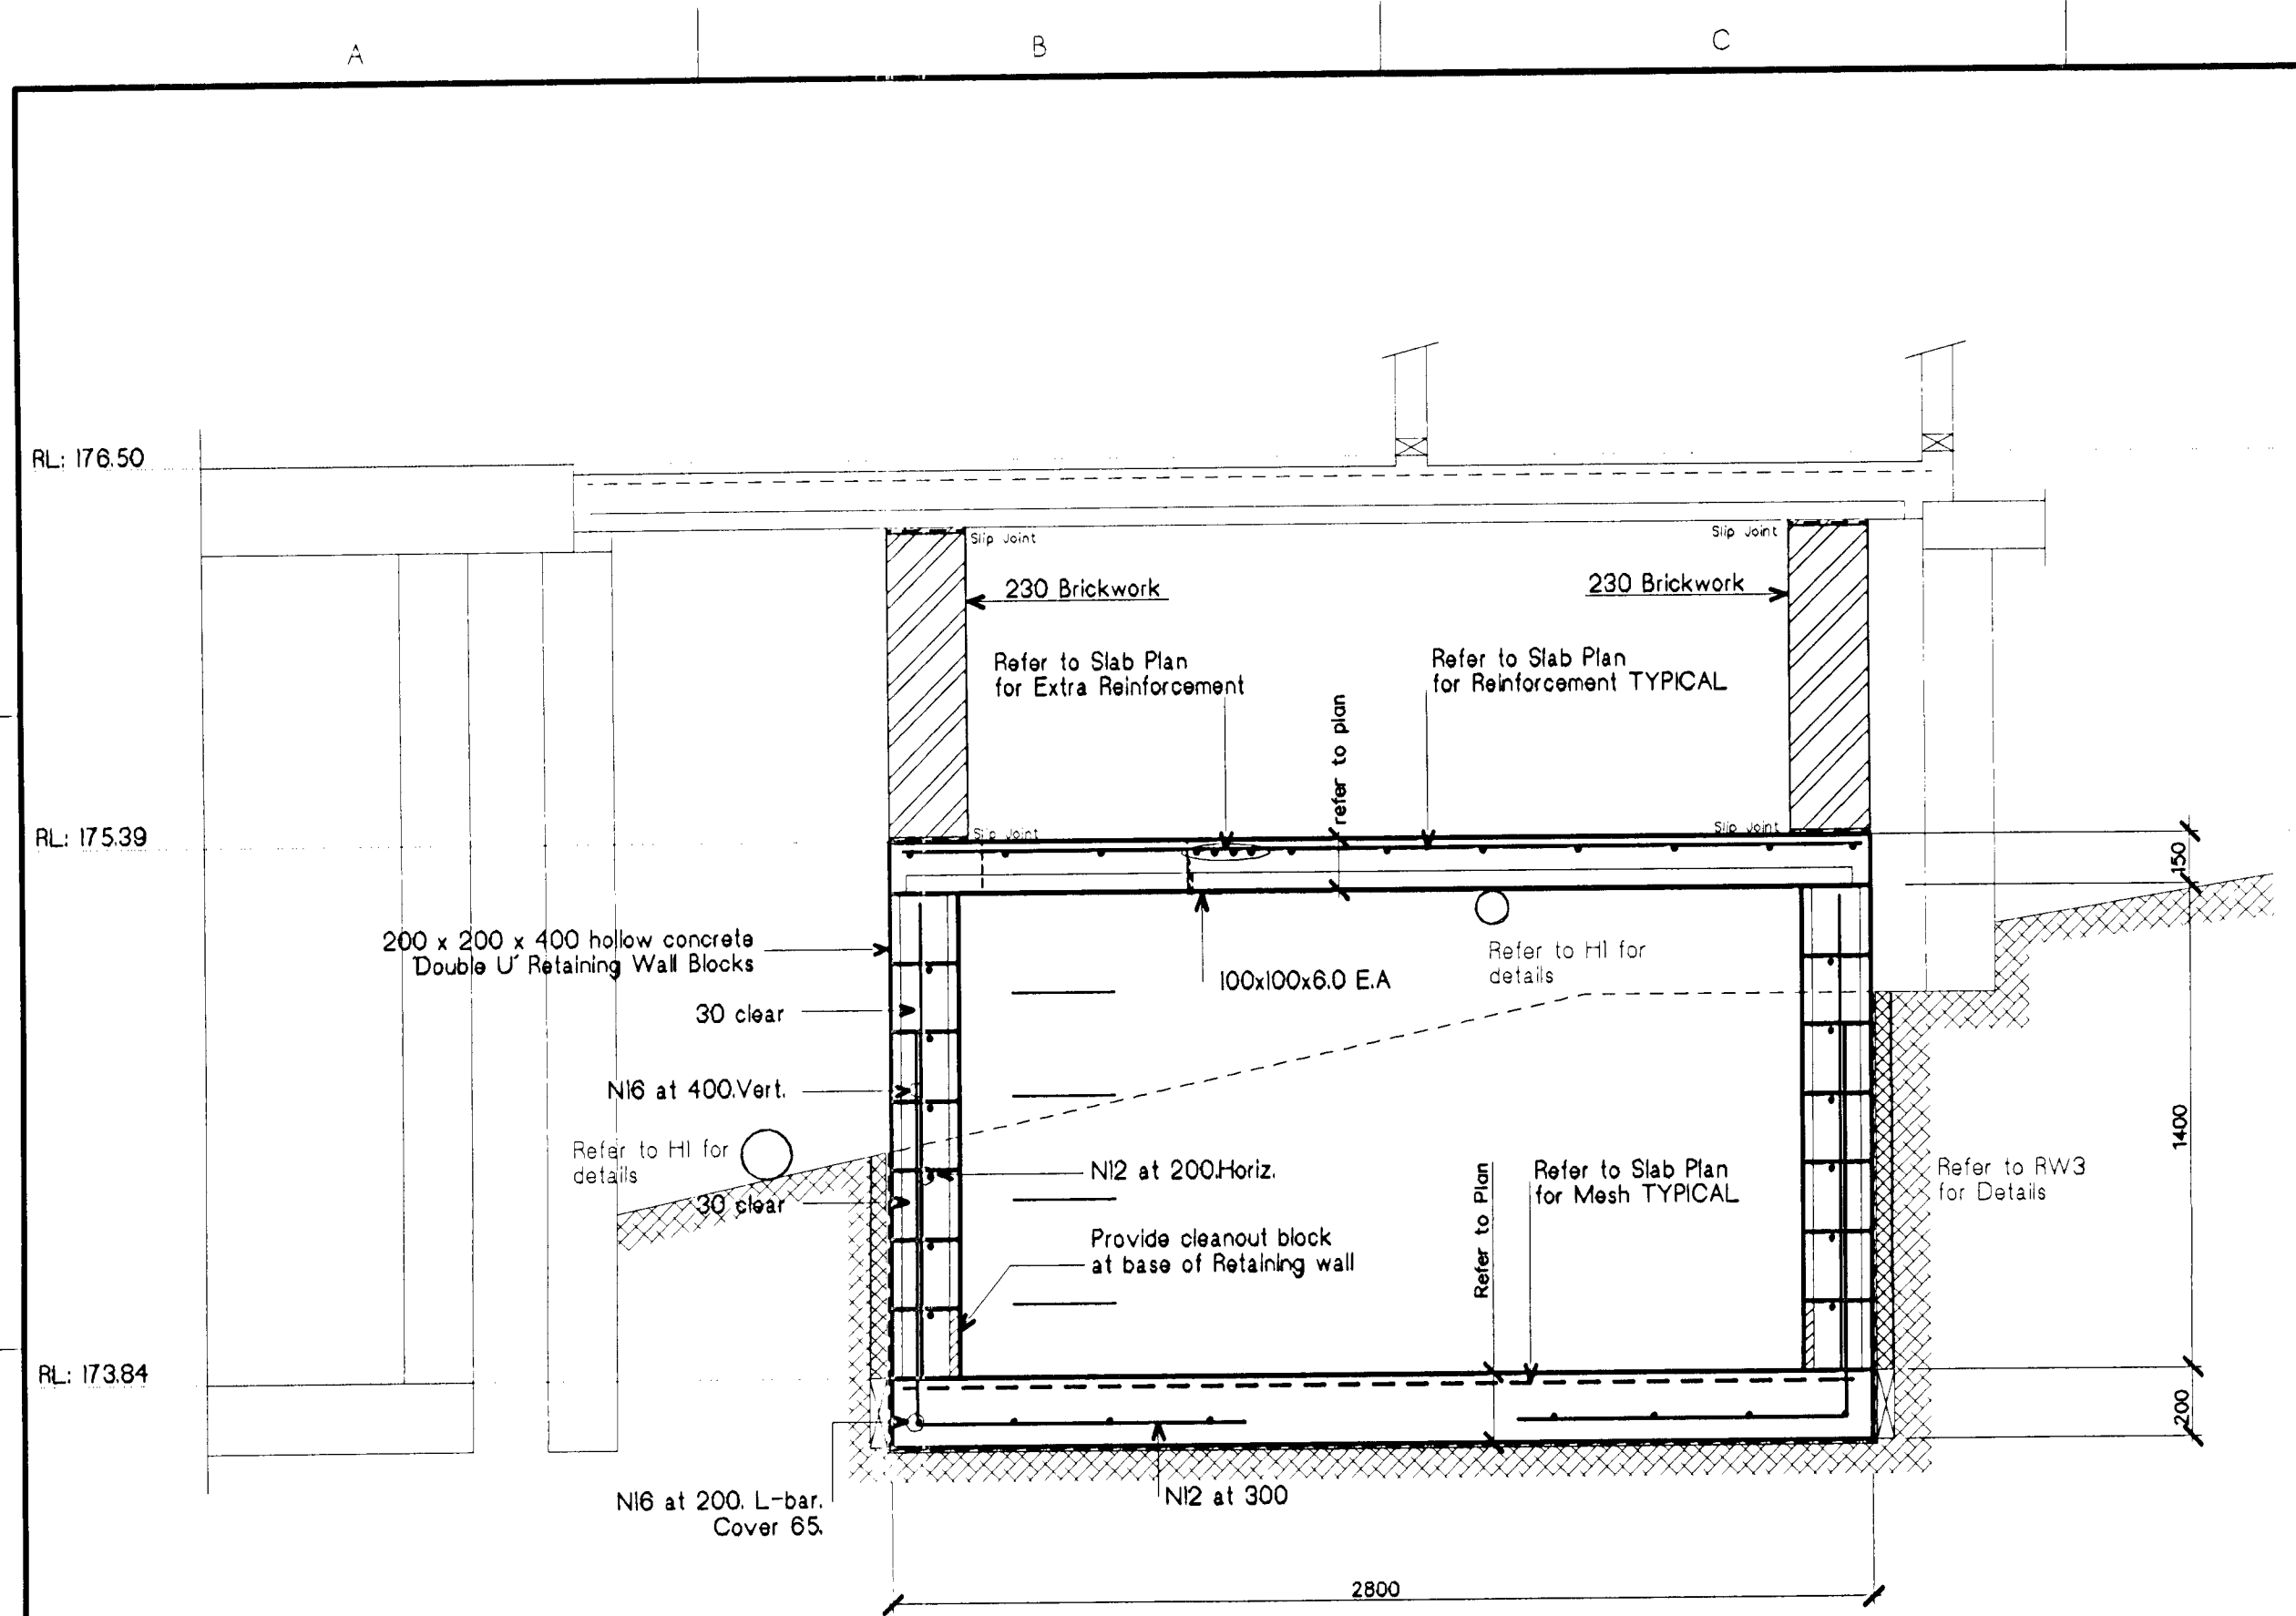 A
B
C
RL: 176.50
Slip Joint
Slip Joint
230 Brickwork
230 Brickwork
Refer to Slab Plan
for Extra Reinforcement
Refer to Slab Plan
for Reinforcement TYPICAL
refer to plan
RL: 175.39
Slip Joint
Slip Joint
150
200 x 200 x 400 hollow concrete
'Double U' Retaining Wall Blocks
100x100x6.0 E.A
Refer to H1 for
details
30 clear
N16 at 400.Vert.
1400
Refer to H1 for
details
N12 at 200.Horiz.
Refer to Plan
Refer to Slab Plan
for Mesh TYPICAL
Refer to RW3
for Details
30 clear
Provide cleanout block
at base of Retaining wall
RL: 173.84
200
N16 at 200. L-bar.
Cover 65.
N12 at 300
2800